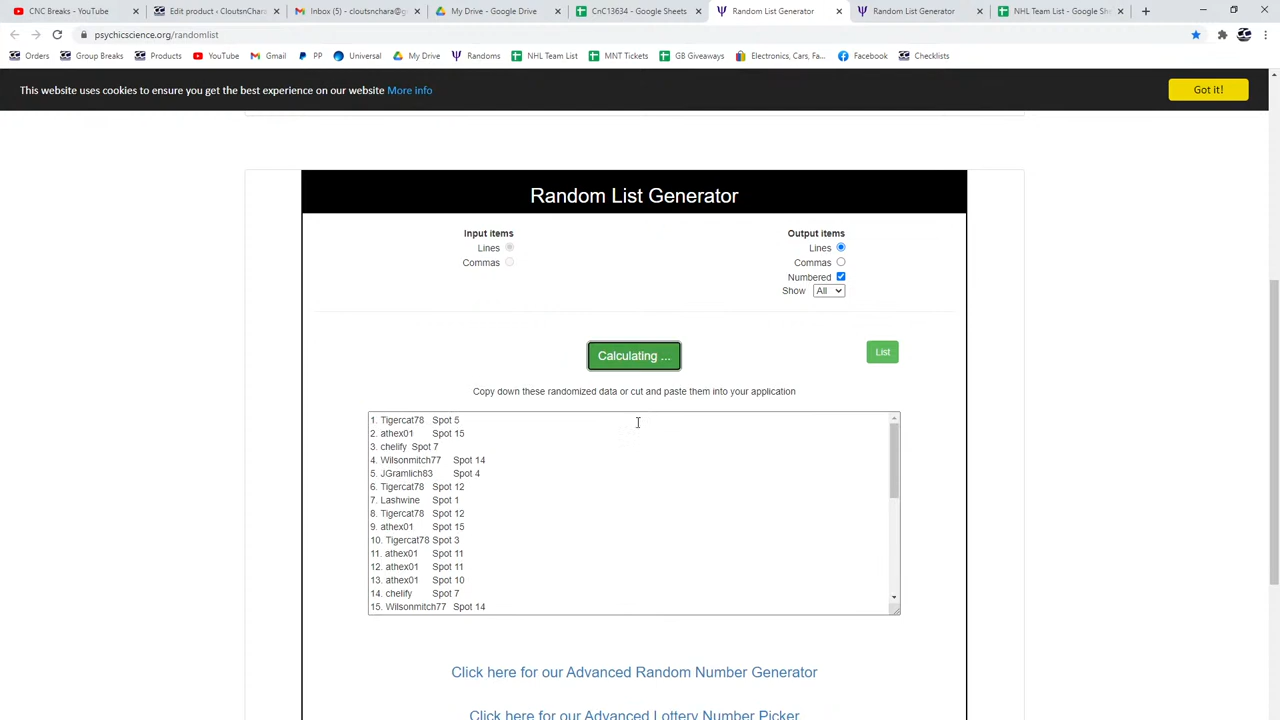 CNC Breaks - YouTube
Edit product ‹ CloutsnChara
Inbox (5) - cloutsnchara@g
My Drive - Google Drive
CnC13634 - Google Sheets
Random List Generator
Random List Generator
NHL Team List - Google Sh
psychicscience.org/randomlist
Orders
Group Breaks
Products
YouTube
Gmail
PP
Universal
My Drive
Randoms
NHL Team List
MNT Tickets
GB Giveaways
Electronics, Cars, Fa...
Facebook
Checklists
This website uses cookies to ensure you get the best experience on our website More info
Got it!
Random List Generator
Input items
Lines
Commas
Output items
Lines
Commas
Numbered
Show All
Calculating ...
List
Copy down these randomized data or cut and paste them into your application
1. Tigercat78 Spot 5
2. athex01 Spot 15
3. chelify Spot 7
4. Wilsonmitch77 Spot 14
5. JGramlich83 Spot 4
6. Tigercat78 Spot 12
7. Lashwine Spot 1
8. Tigercat78 Spot 12
9. athex01 Spot 15
10. Tigercat78 Spot 3
11. athex01 Spot 11
12. athex01 Spot 11
13. athex01 Spot 10
14. chelify Spot 7
15. Wilsonmitch77 Spot 14
Click here for our Advanced Random Number Generator
Click here for our Advanced Lottery Number Picker